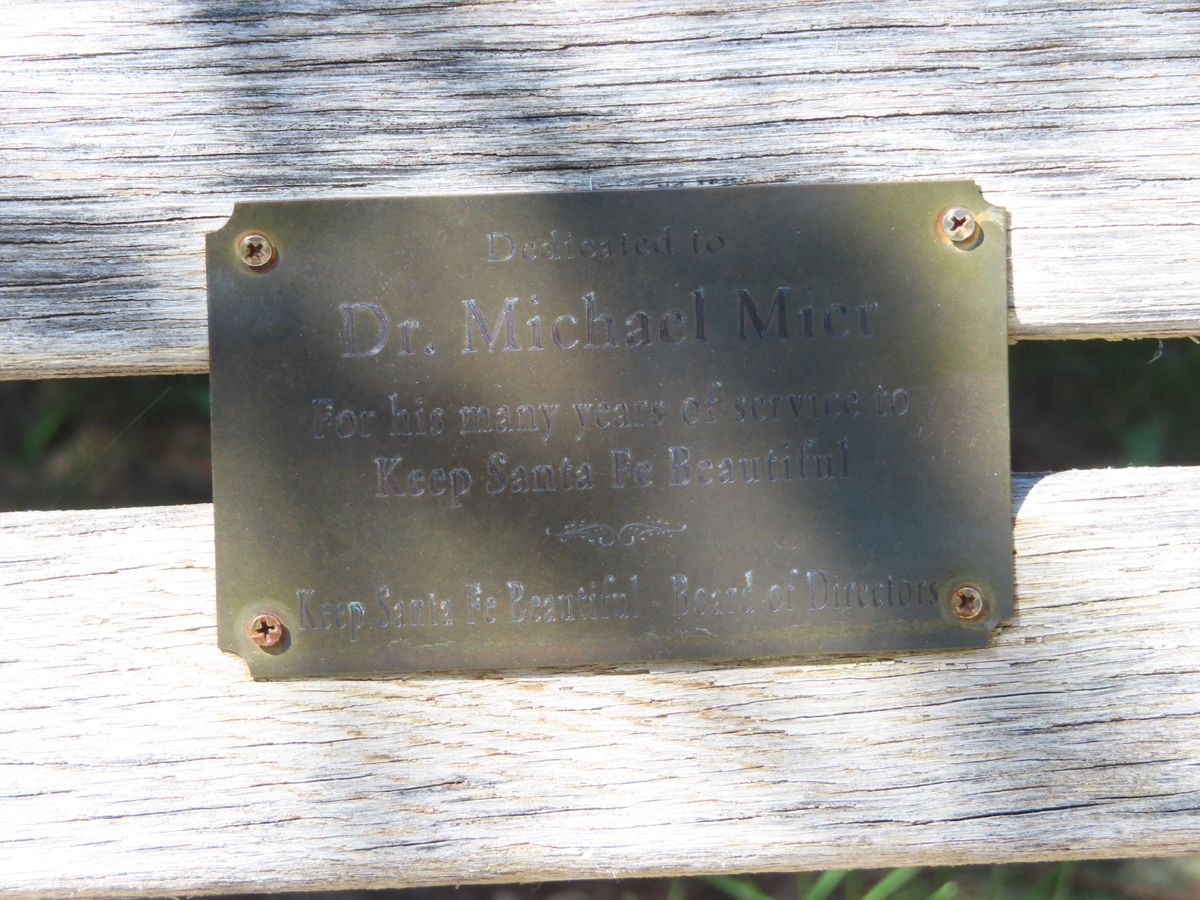 Dedicated to
Dr. Michael Mier
For his many years of service to
Keep Santa Fe Beautiful
Keep Santa Fe Beautiful - Board of Directors